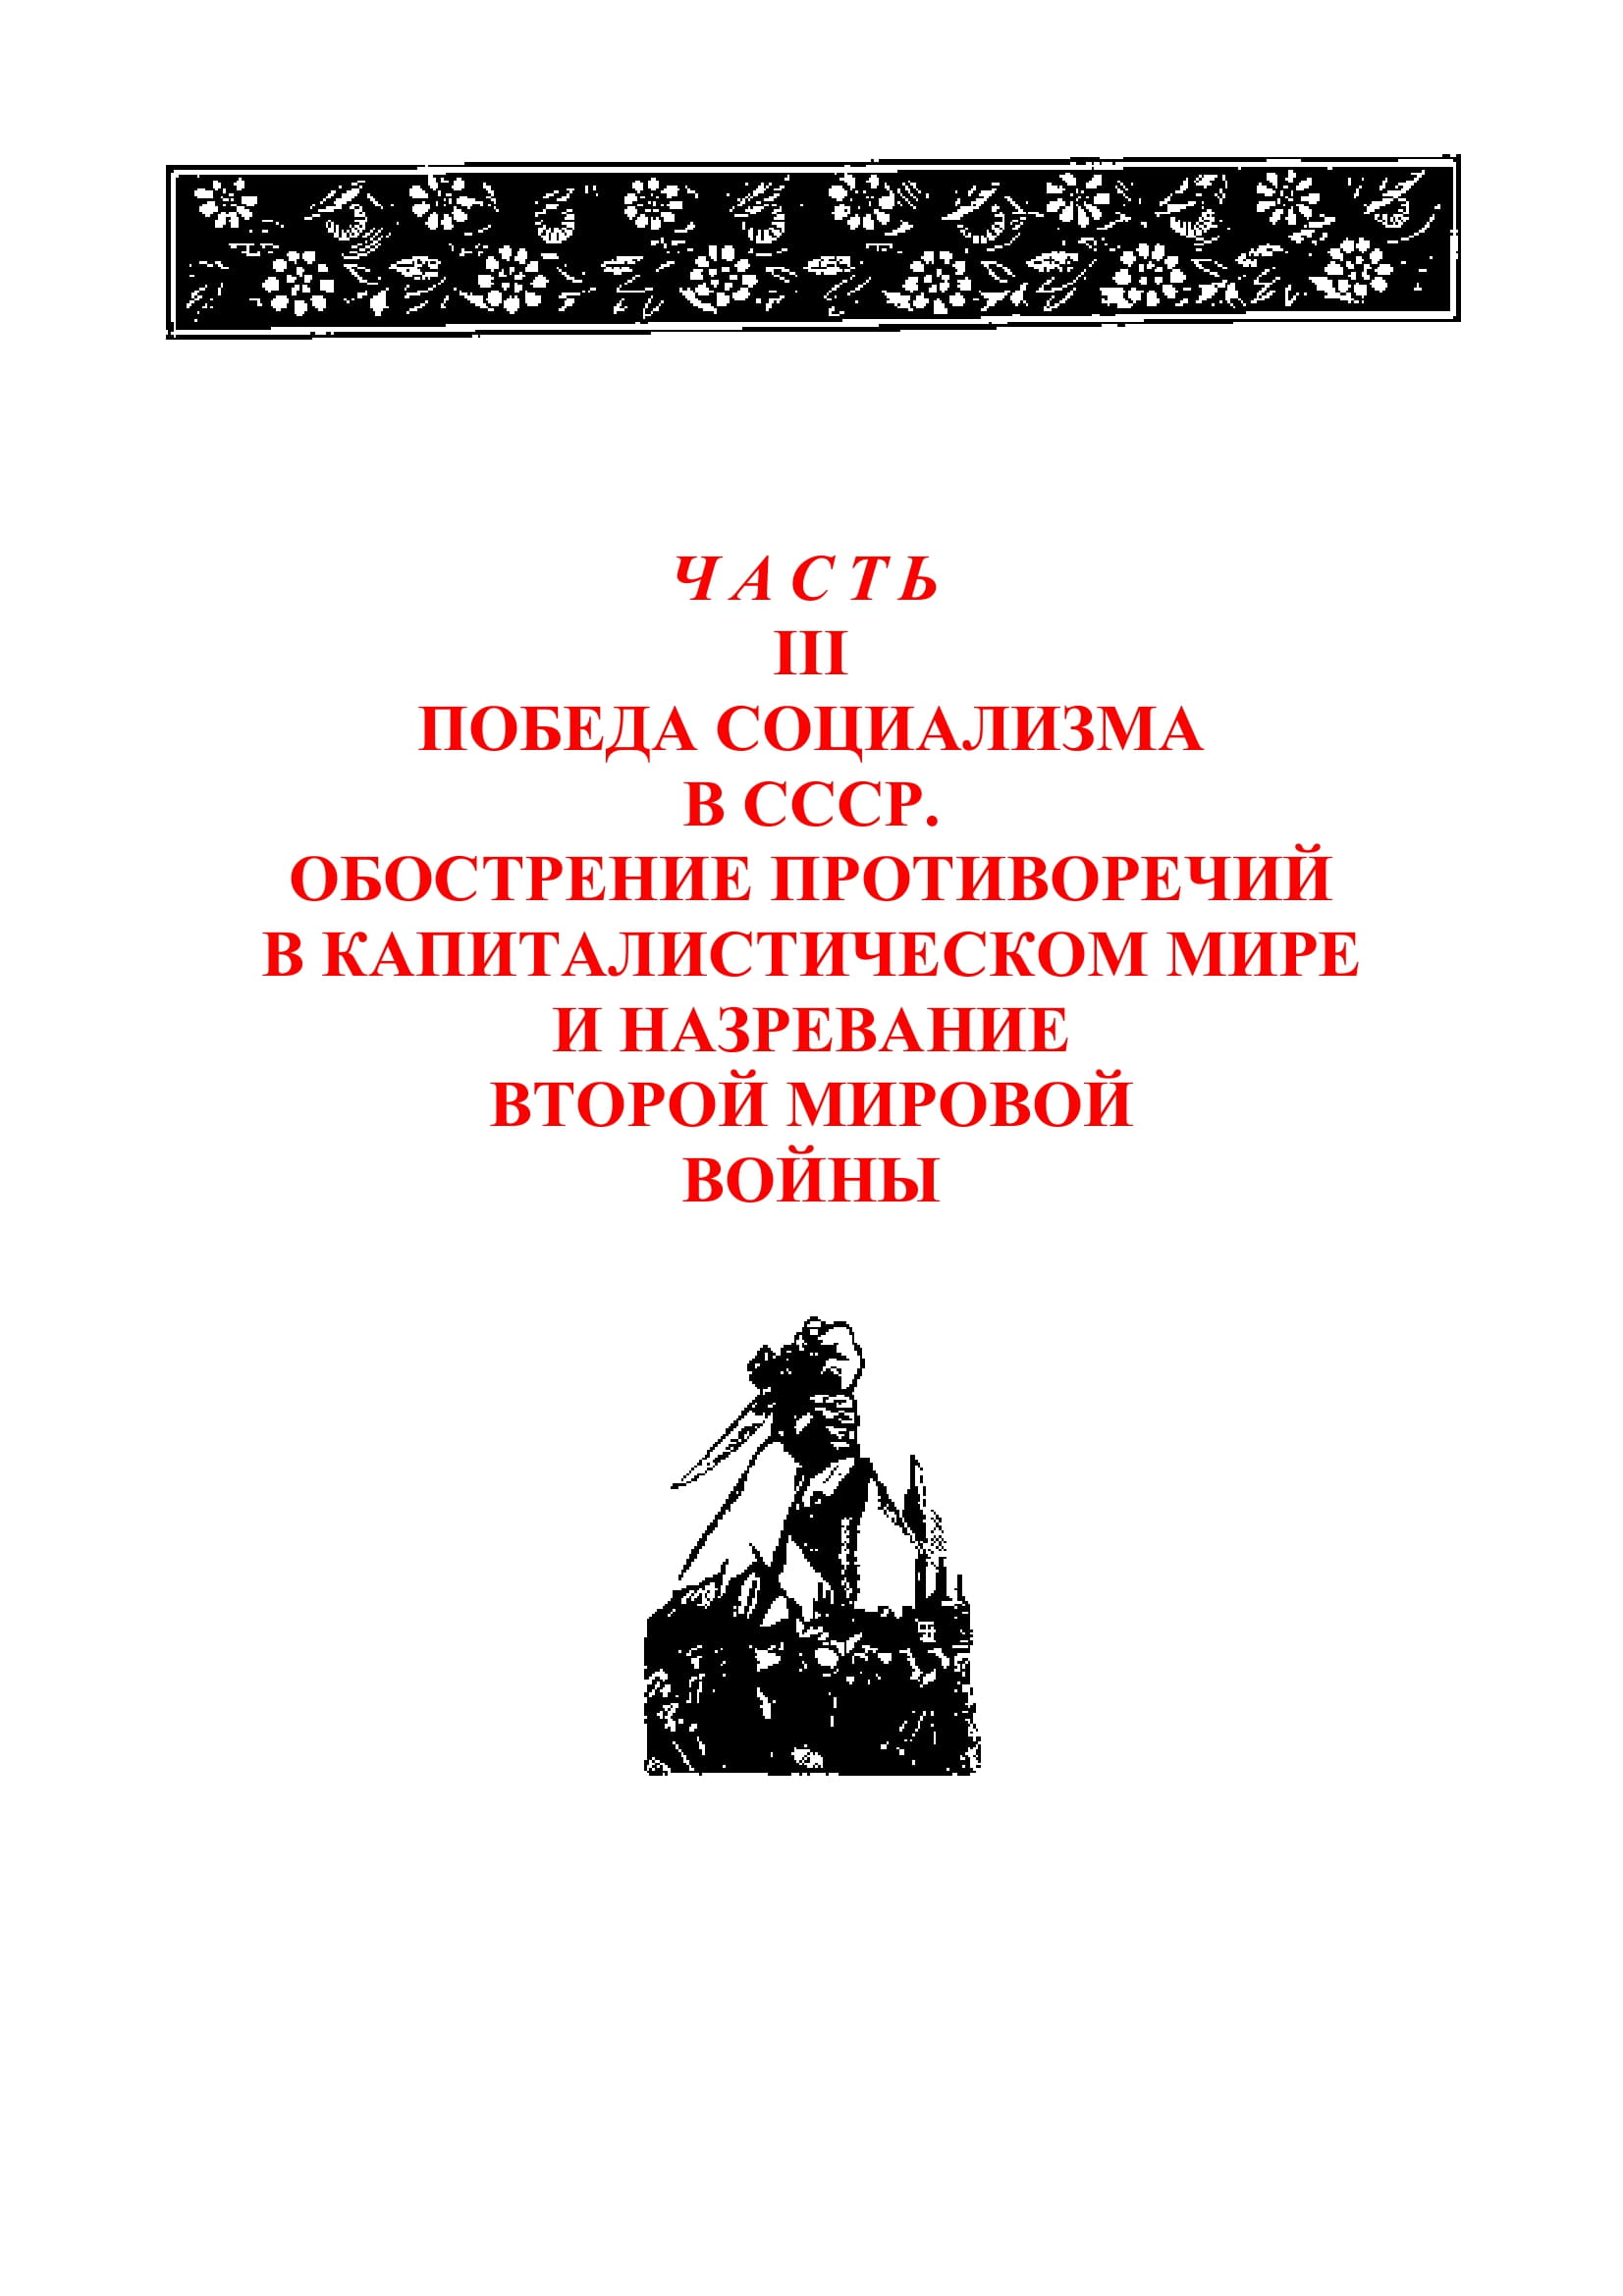 Ч А С Т Ь
III
ПОБЕДА СОЦИАЛИЗМА
В СССР.
ОБОСТРЕНИЕ ПРОТИВОРЕЧИЙ
В КАПИТАЛИСТИЧЕСКОМ МИРЕ
И НАЗРЕВАНИЕ
ВТОРОЙ МИРОВОЙ
ВОЙНЫ